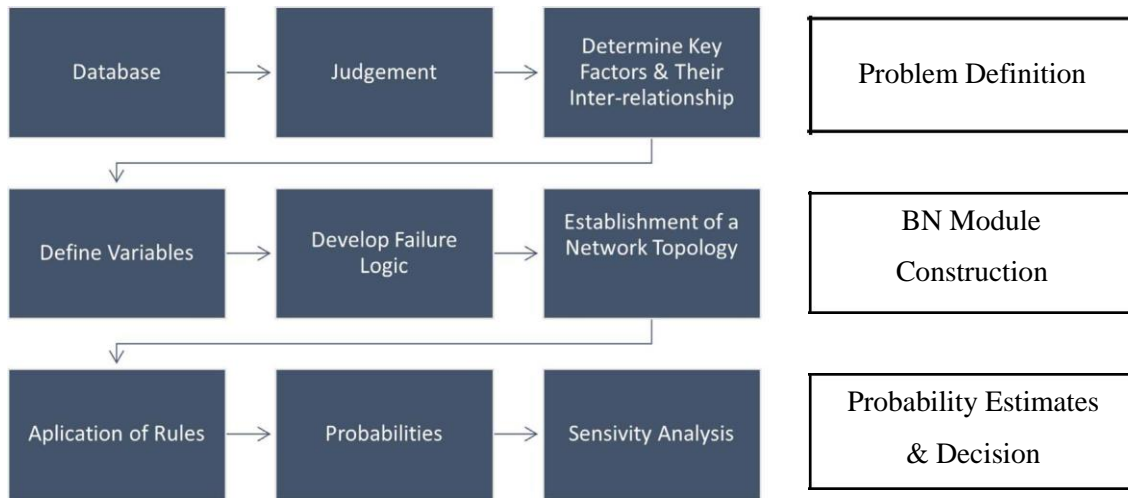 Database
Judgement
Determine Key
Factors & Their
Inter-relationship
Problem Definition
Define Variables
Develop Failure
Logic
Establishment of a
Network Topology
BN Module
Construction
Aplication of Rules
Probabilities
Sensivity Analysis
Probability Estimates
& Decision